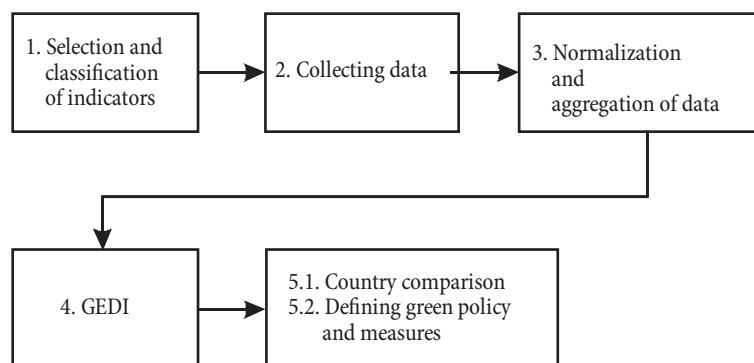 1. Selection and
classification
of indicators
2. Collecting data
3. Normalization
and
aggregation of data
4. GEDI
5.1. Country comparison
5.2. Defining green policy
and measures